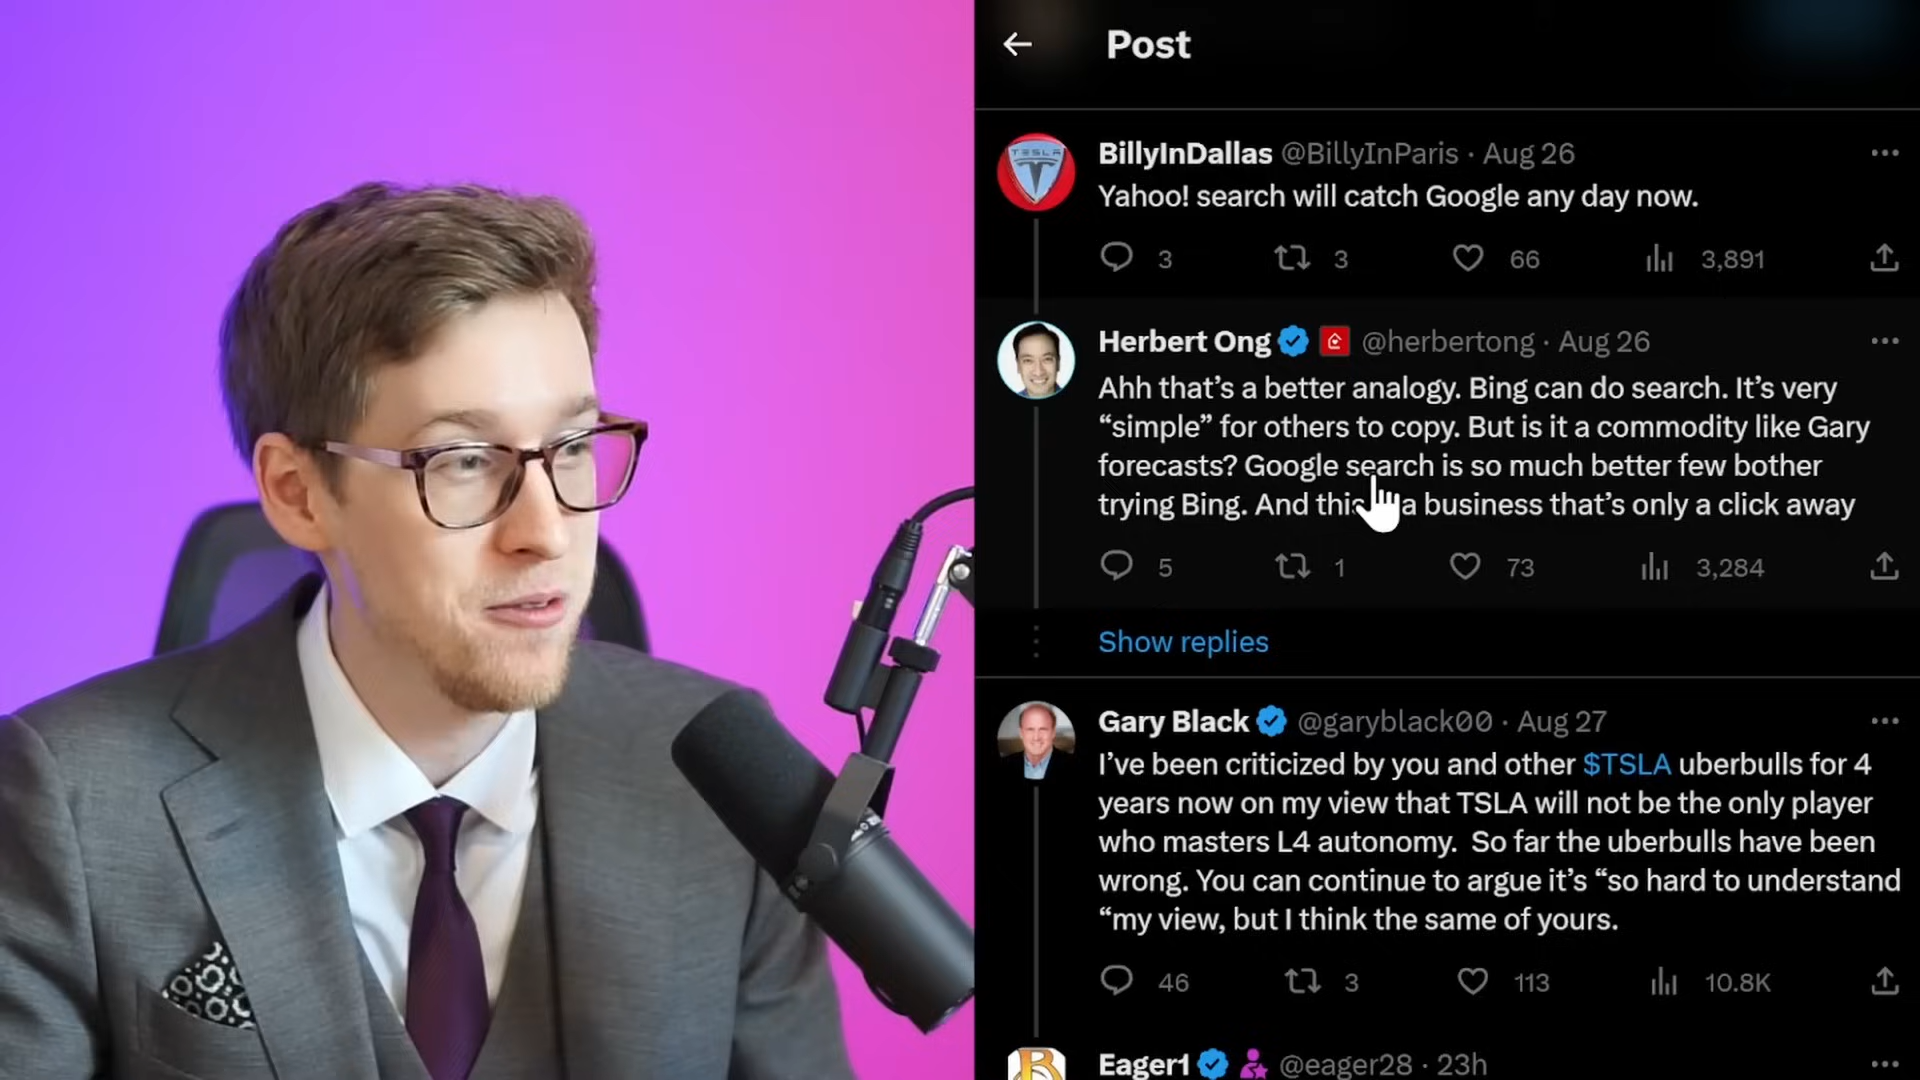 Post
TESLA
BillyInDallas @BillyInParis · Aug 26
Yahoo! search will catch Google any day now.
3 3 66 3,891
Herbert Ong @herbertong · Aug 26
Ahh that’s a better analogy. Bing can do search. It’s very
“simple” for others to copy. But is it a commodity like Gary
forecasts? Google search is so much better few bother
trying Bing. And this a business that’s only a click away
5 1 73 3,284
Show replies
Gary Black @garyblack00 · Aug 27
I’ve been criticized by you and other $TSLA uberbulls for 4
years now on my view that TSLA will not be the only player
who masters L4 autonomy.  So far the uberbulls have been
wrong. You can continue to argue it’s “so hard to understand
“my view, but I think the same of yours.
46 3 113 10.8K
Eager1 @eager28 · 23h